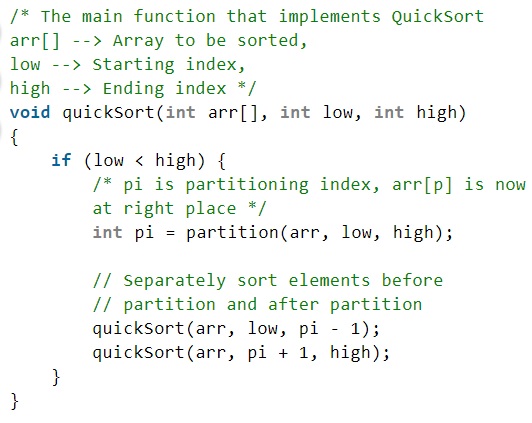 /* The main function that implements QuickSort
arr[] --> Array to be sorted,
low --> Starting index,
high --> Ending index */
void quickSort(int arr[], int low, int high)
{
    if (low < high) {
        /* pi is partitioning index, arr[p] is now
        at right place */
        int pi = partition(arr, low, high);

        // Separately sort elements before
        // partition and after partition
        quickSort(arr, low, pi - 1);
        quickSort(arr, pi + 1, high);
    }
}